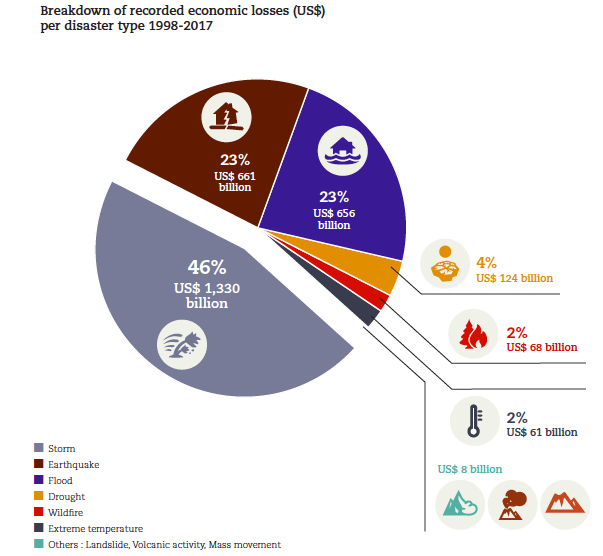 Breakdown of recorded economic losses (US$)
per disaster type 1998-2017
23%
US$ 661
billion
23%
US$ 656
billion
46%
US$ 1,330
billion
4%
US$ 124 billion
2%
US$ 68 billion
2%
US$ 61 billion
US$ 8 billion
Storm
Earthquake
Flood
Drought
Wildfire
Extreme temperature
Others : Landslide, Volcanic activity, Mass movement